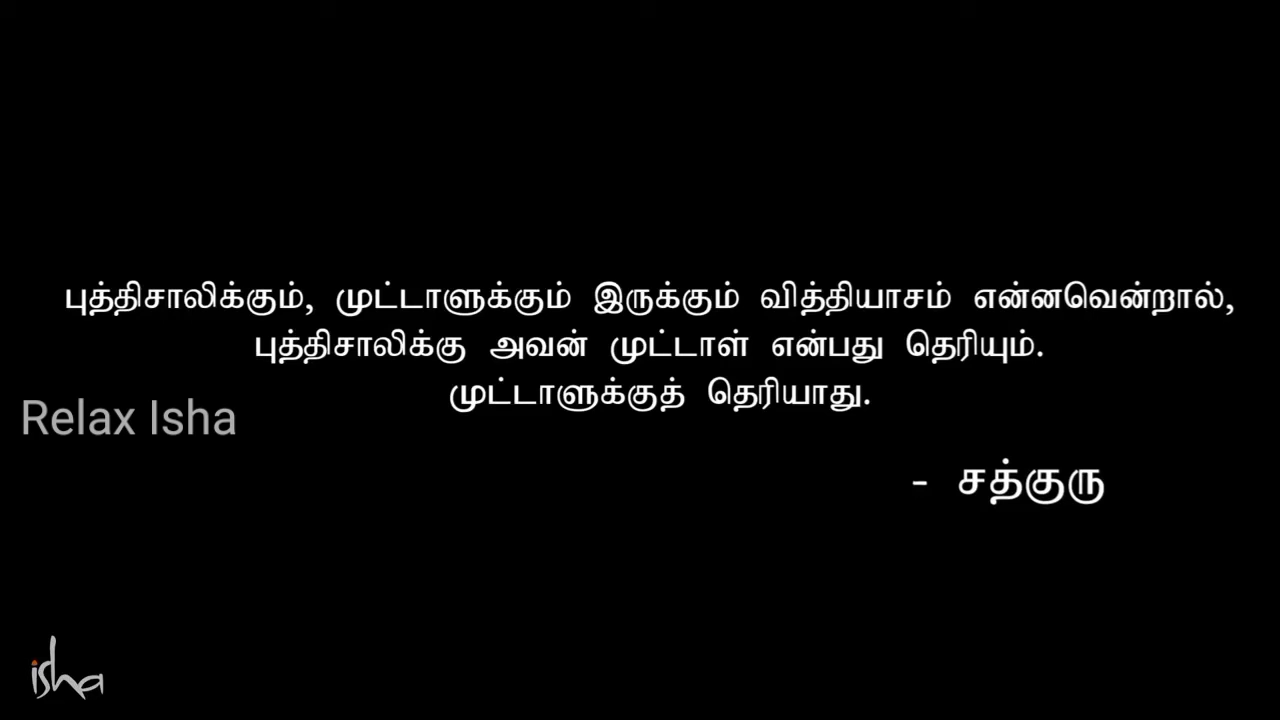 புத்திசாலிக்கும், முட்டாளுக்கும் இருக்கும் வித்தியாசம் என்னவென்றால்,
புத்திசாலிக்கு அவன் முட்டாள் என்பது தெரியும்.
முட்டாளுக்குத் தெரியாது.
Relax Isha
- சத்குரு
isha